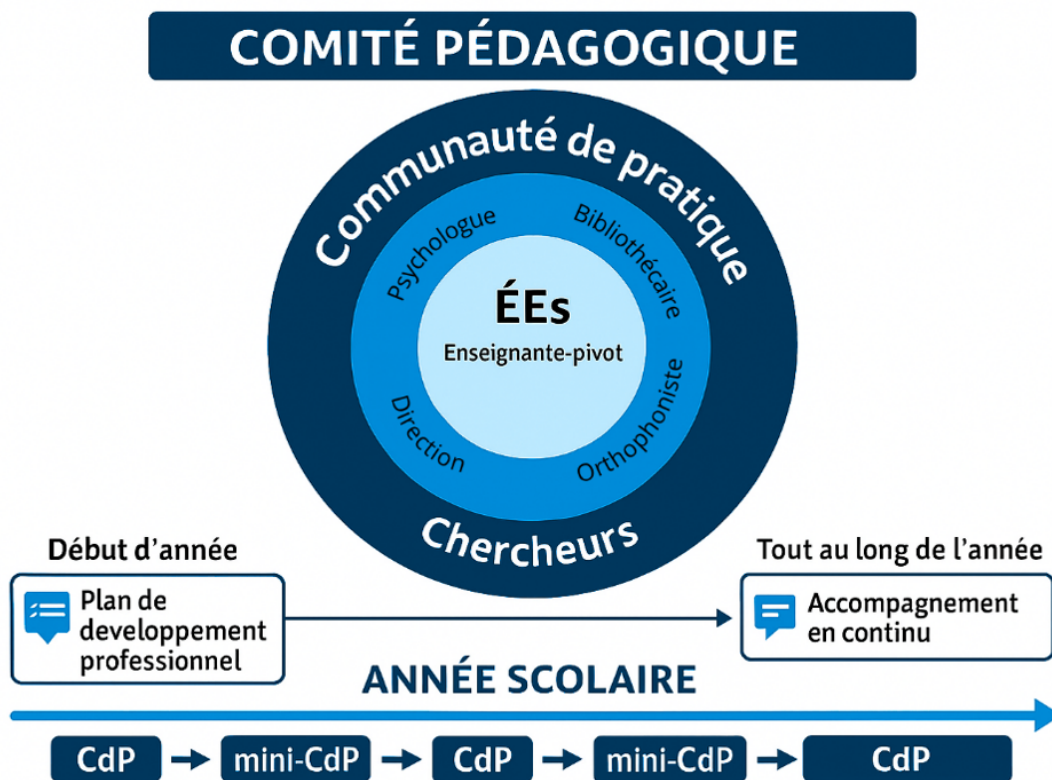 COMITÉ PÉDAGOGIQUE
Communauté de pratique
Psychologue
Bibliothécaire
ÉEs
Enseignante-pivot
Direction
Orthophoniste
Chercheurs
Début d'année
Plan de
developpement
professionnel
Tout au long de l'année
Accompagnement
en continu
ANNÉE SCOLAIRE
CdP
mini-CdP
CdP
mini-CdP
CdP